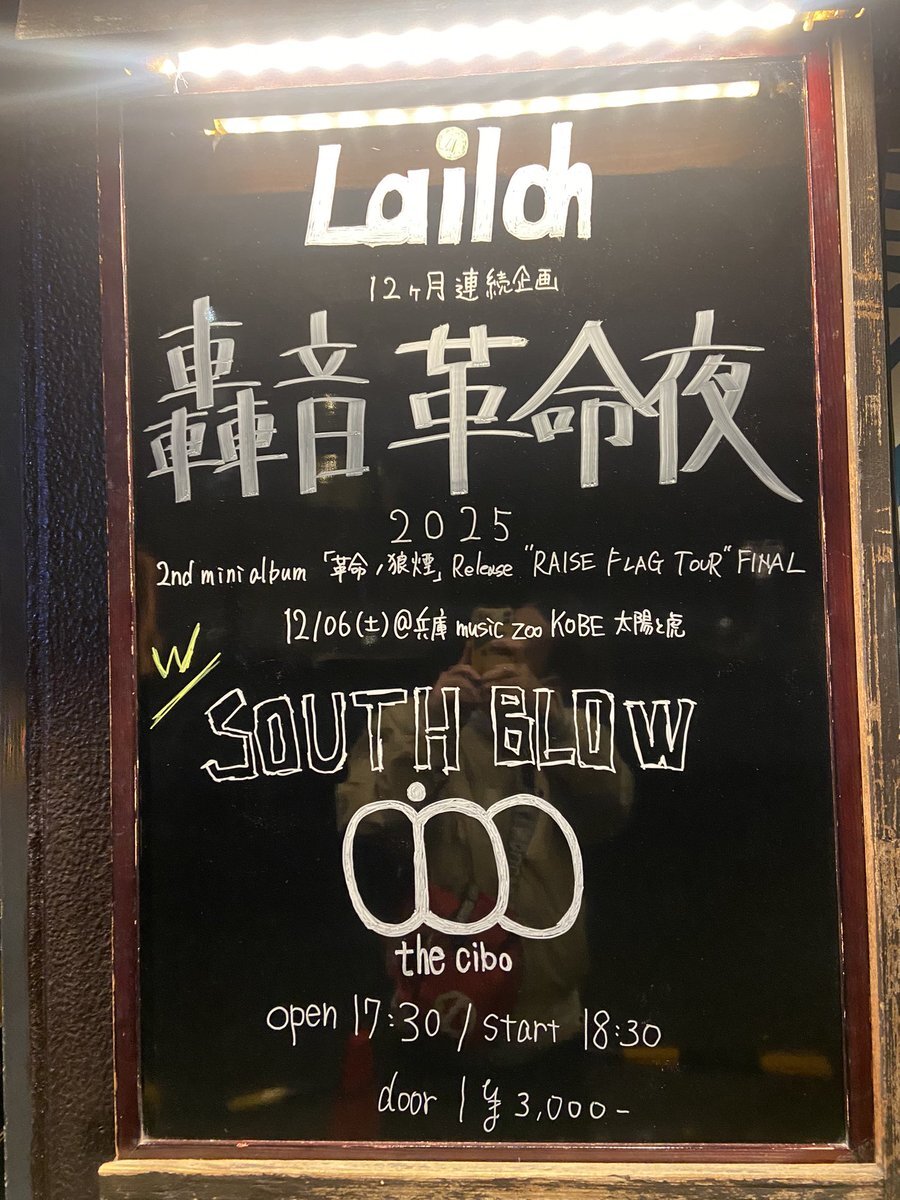 Lailah
12ヶ月連続企画
轟音革命夜
2025
2nd mini album 「革命ノ狼煙」 Release "RAISE FLAG TOUR" FINAL
12/06(土)@兵庫 music zoo KOBE 太陽と虎
W/
SOUTH BLOW
the cibo
open 17:30 / start 18:30
door / ¥3,000-